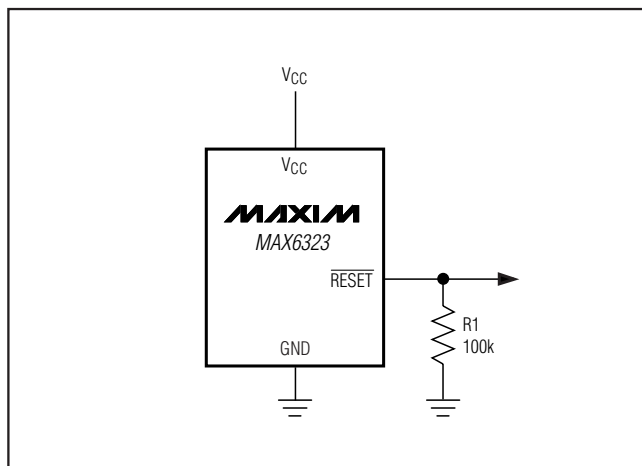 VCC
VCC
MAXIM
MAX6323
RESET
R1
100k
GND